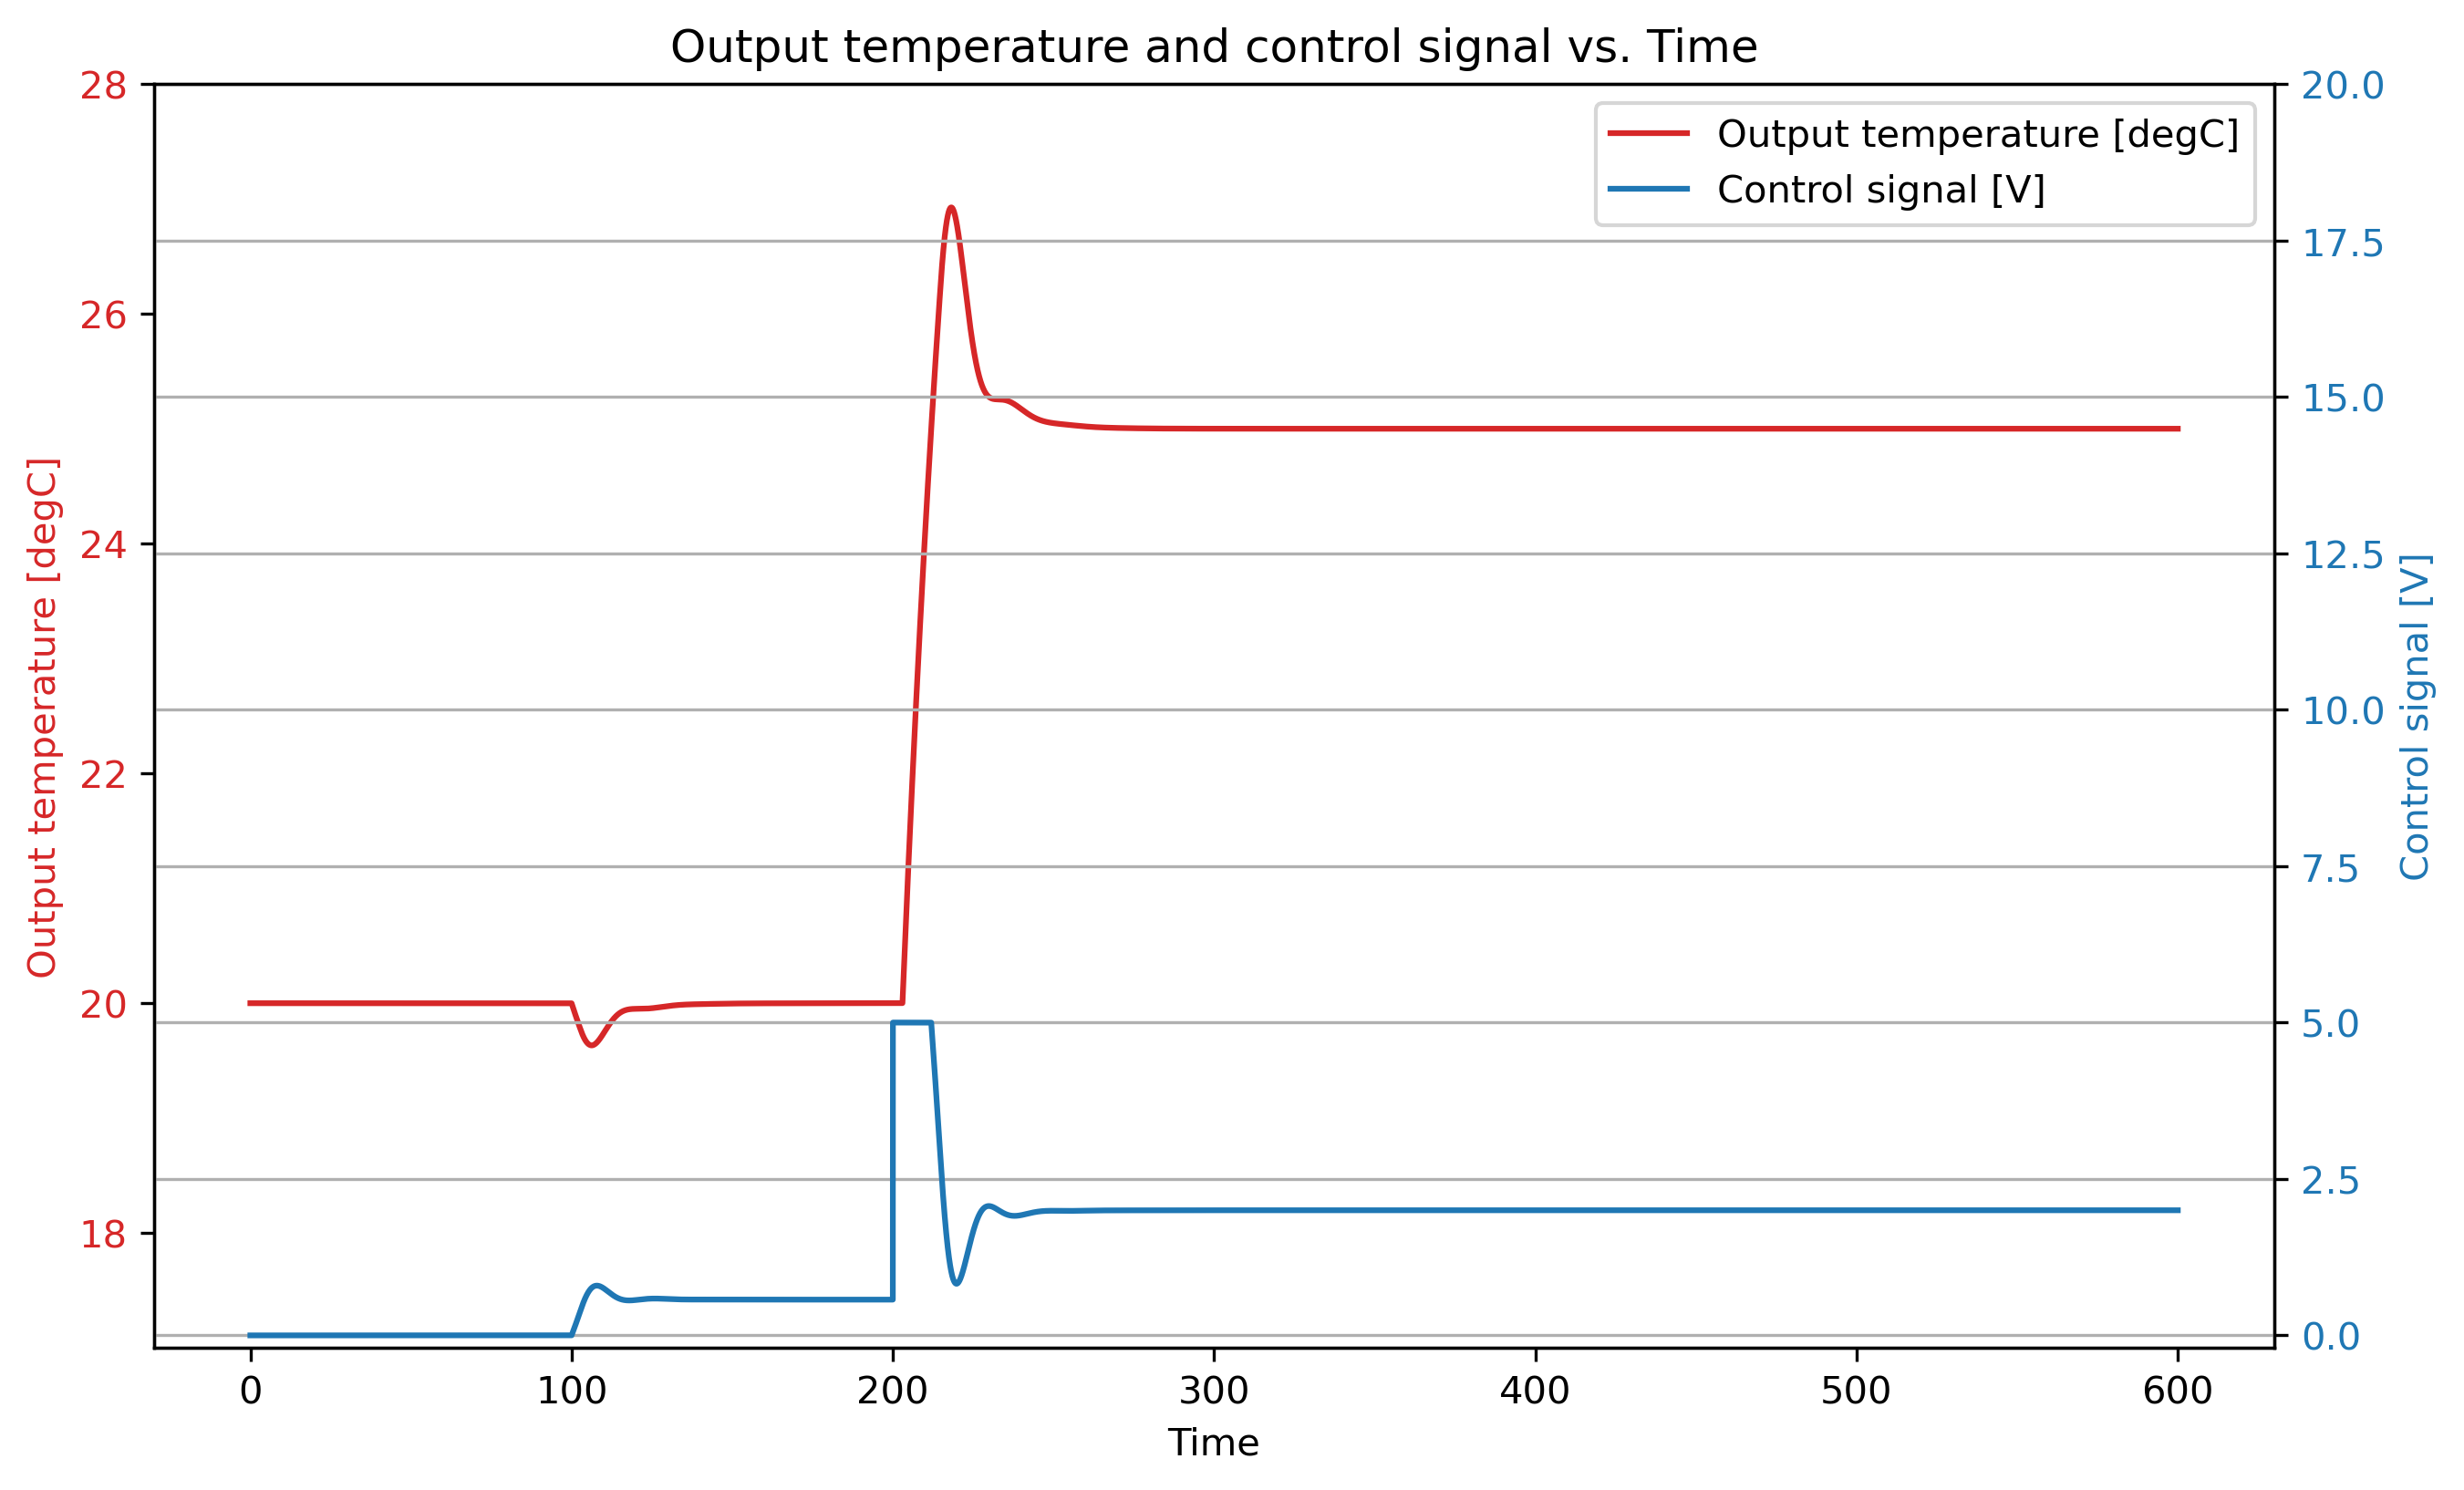 Output temperature and control signal vs. Time
Output temperature [degC]
Control signal [V]
28
26
24
22
20
18
Output temperature [degC]
20.0
17.5
15.0
12.5
10.0
7.5
5.0
2.5
0.0
Control signal [V]
0 100 200 300 400 500 600
Time